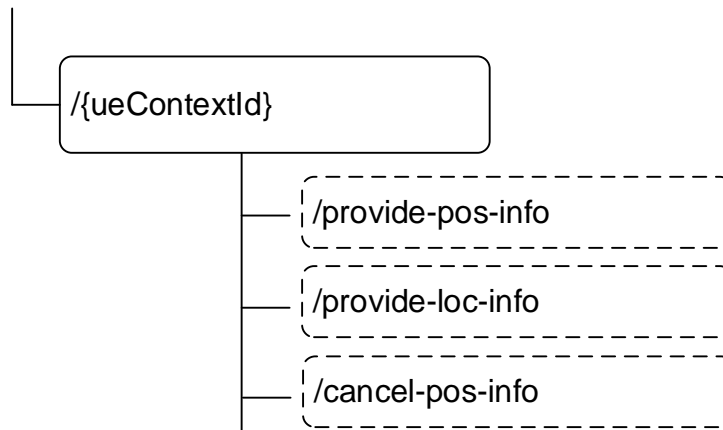 /{ueContextId}
/provide-pos-info
/provide-loc-info
/cancel-pos-info